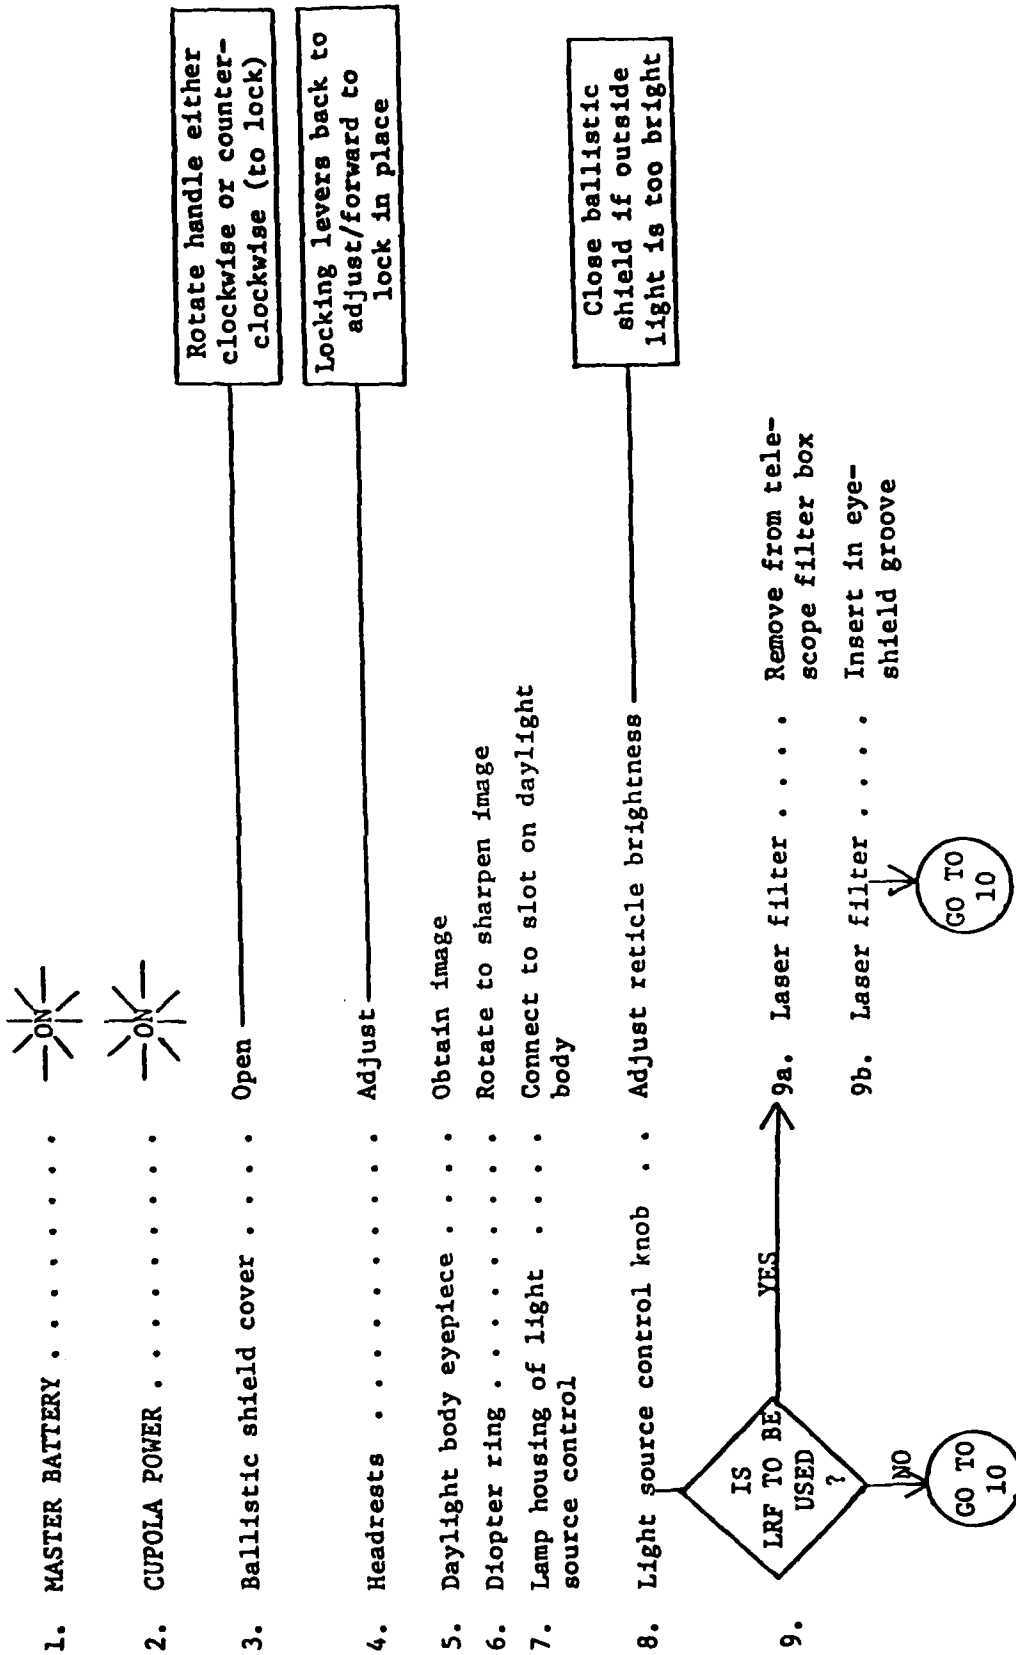 1. MASTER BATTERY . . . . . . . . . ON
2. CUPOLA POWER . . . . . . . . . . ON
3. Ballistic shield cover . . . . . Open
Rotate handle either
clockwise or counter-
clockwise (to lock)
4. Headrests . . . . . . . . . Adjust
Locking levers back to
adjust/forward to
lock in place
5. Daylight body eyepiece . . . . Obtain image
6. Diopter ring . . . . . . . Rotate to sharpen image
7. Lamp housing of light . . . . Connect to slot on daylight
source control body
8. Light source control knob . . Adjust reticle brightness
Close ballistic
shield if outside
light is too bright
9. IS
LRF TO BE
USED
?
YES
9a. Laser filter . . . . Remove from tele-
scope filter box
9b. Laser filter . . . . Insert in eye-
shield groove
GO TO
10
NO
GO TO
10